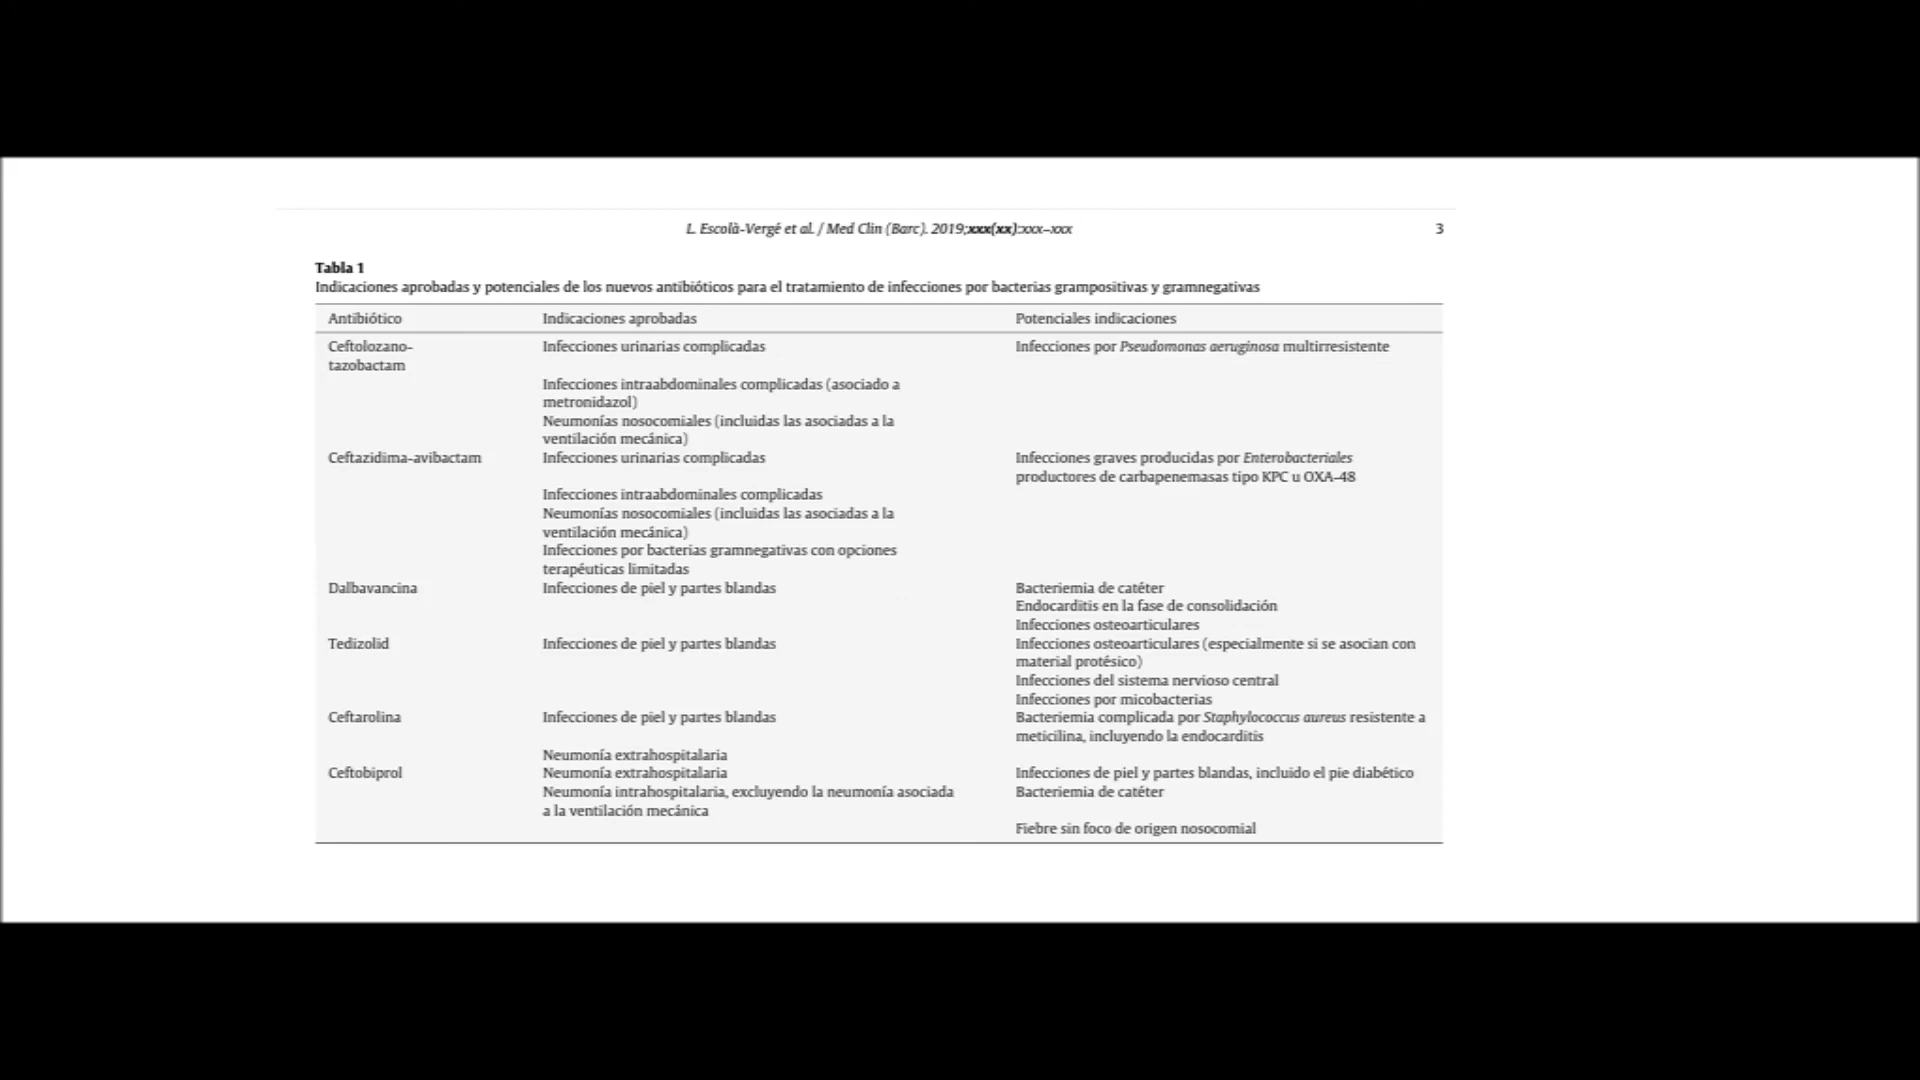 L. Escolà-Vergé et al. / Med Clin (Barc). 2019;xxx(xx):xxx–xxx 3
Tabla 1
Indicaciones aprobadas y potenciales de los nuevos antibióticos para el tratamiento de infecciones por bacterias grampositivas y gramnegativas
Antibiótico Indicaciones aprobadas Potenciales indicaciones
Ceftolozano- Infecciones urinarias complicadas Infecciones por Pseudomonas aeruginosa multirresistente
tazobactam
Infecciones intraabdominales complicadas (asociado a
metronidazol)
Neumonías nosocomiales (incluidas las asociadas a la
ventilación mecánica)
Ceftazidima-avibactam Infecciones urinarias complicadas Infecciones graves producidas por Enterobacteriales
productores de carbapenemasas tipo KPC u OXA-48
Infecciones intraabdominales complicadas
Neumonías nosocomiales (incluidas las asociadas a la
ventilación mecánica)
Infecciones por bacterias gramnegativas con opciones
terapéuticas limitadas
Dalbavancina Infecciones de piel y partes blandas Bacteriemia de catéter
Endocarditis en la fase de consolidación
Infecciones osteoarticulares
Tedizolid Infecciones de piel y partes blandas Infecciones osteoarticulares (especialmente si se asocian con
material protésico)
Infecciones del sistema nervioso central
Infecciones por micobacterias
Ceftarolina Infecciones de piel y partes blandas Bacteriemia complicada por Staphylococcus aureus resistente a
meticilina, incluyendo la endocarditis
Neumonía extrahospitalaria
Ceftobiprol Neumonía extrahospitalaria Infecciones de piel y partes blandas, incluido el pie diabético
Neumonía intrahospitalaria, excluyendo la neumonía asociada Bacteriemia de catéter
a la ventilación mecánica
Fiebre sin foco de origen nosocomial